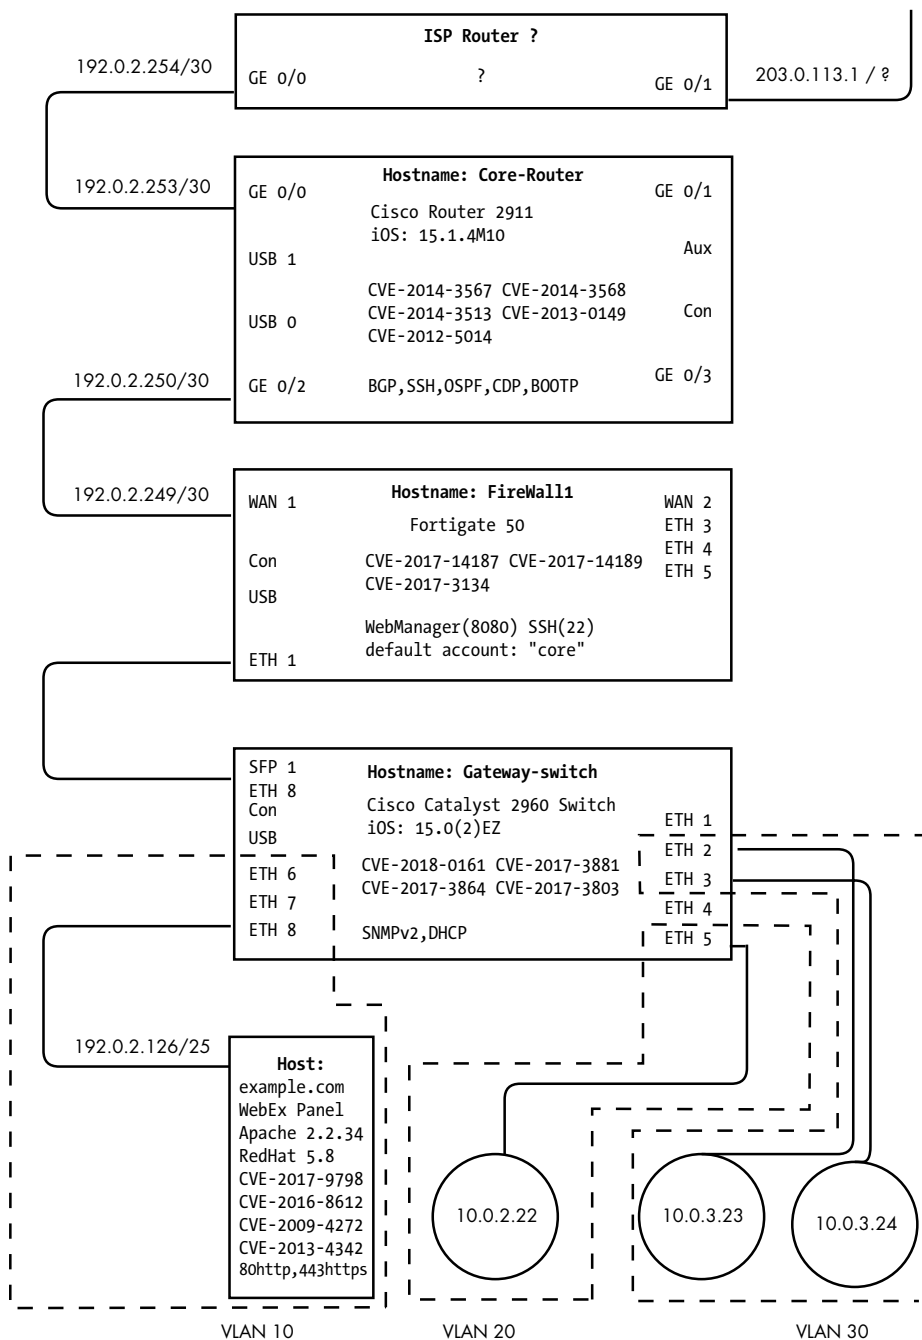 ISP Router ?
192.0.2.254/30
GE 0/0
?
GE 0/1
203.0.113.1 / ?
192.0.2.253/30
Hostname: Core-Router
GE 0/0
GE 0/1
Cisco Router 2911
iOS: 15.1.4M10
USB 1
Aux
CVE-2014-3567 CVE-2014-3568
CVE-2014-3513 CVE-2013-0149
CVE-2012-5014
USB 0
Con
192.0.2.250/30
GE 0/2
BGP,SSH,OSPF,CDP,BOOTP
GE 0/3
192.0.2.249/30
Hostname: FireWall1
WAN 1
WAN 2
Fortigate 50
ETH 3
ETH 4
ETH 5
Con
CVE-2017-14187 CVE-2017-14189
CVE-2017-3134
USB
WebManager(8080) SSH(22)
default account: "core"
ETH 1
SFP 1
ETH 8
Con
USB
Hostname: Gateway-switch
Cisco Catalyst 2960 Switch
iOS: 15.0(2)EZ
ETH 1
ETH 2
ETH 3
ETH 4
ETH 5
CVE-2018-0161 CVE-2017-3881
CVE-2017-3864 CVE-2017-3803
ETH 6
ETH 7
ETH 8
SNMPv2,DHCP
192.0.2.126/25
Host:
example.com
WebEx Panel
Apache 2.2.34
RedHat 5.8
CVE-2017-9798
CVE-2016-8612
CVE-2009-4272
CVE-2013-4342
80http,443https
10.0.2.22
10.0.3.23
10.0.3.24
VLAN 10
VLAN 20
VLAN 30